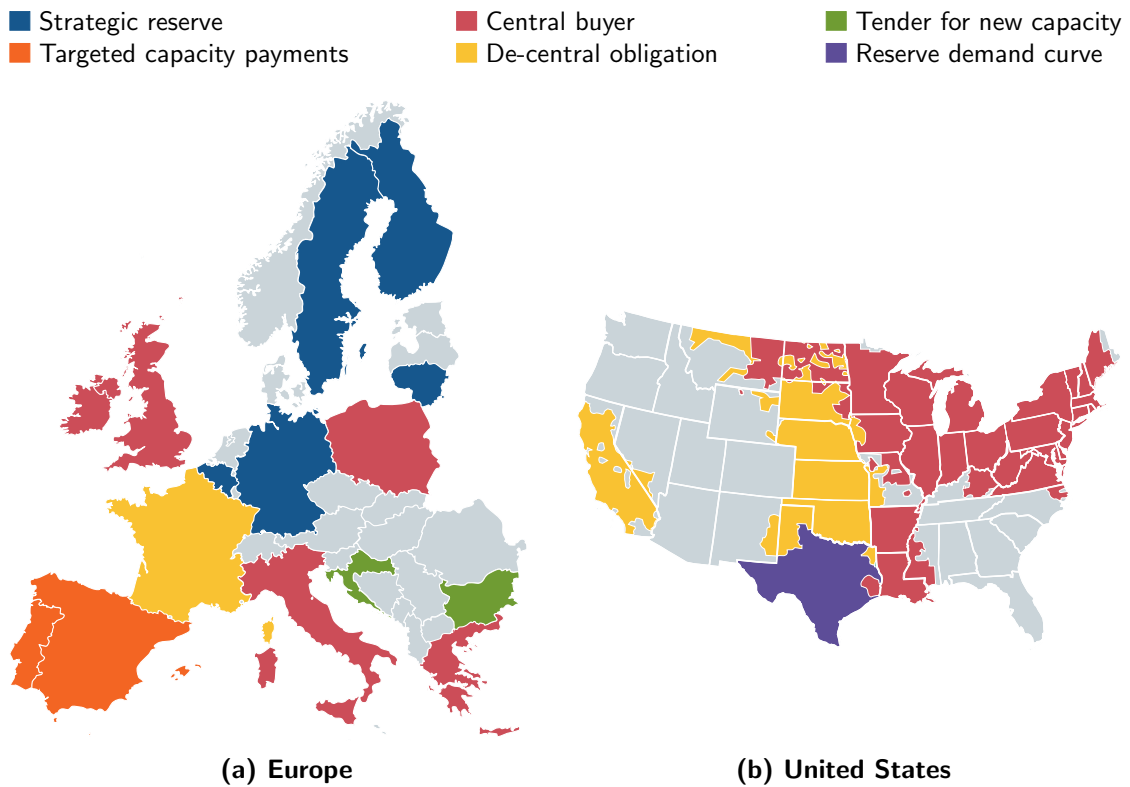 Strategic reserve
Central buyer
Tender for new capacity
Targeted capacity payments
De-central obligation
Reserve demand curve
(a) Europe
(b) United States